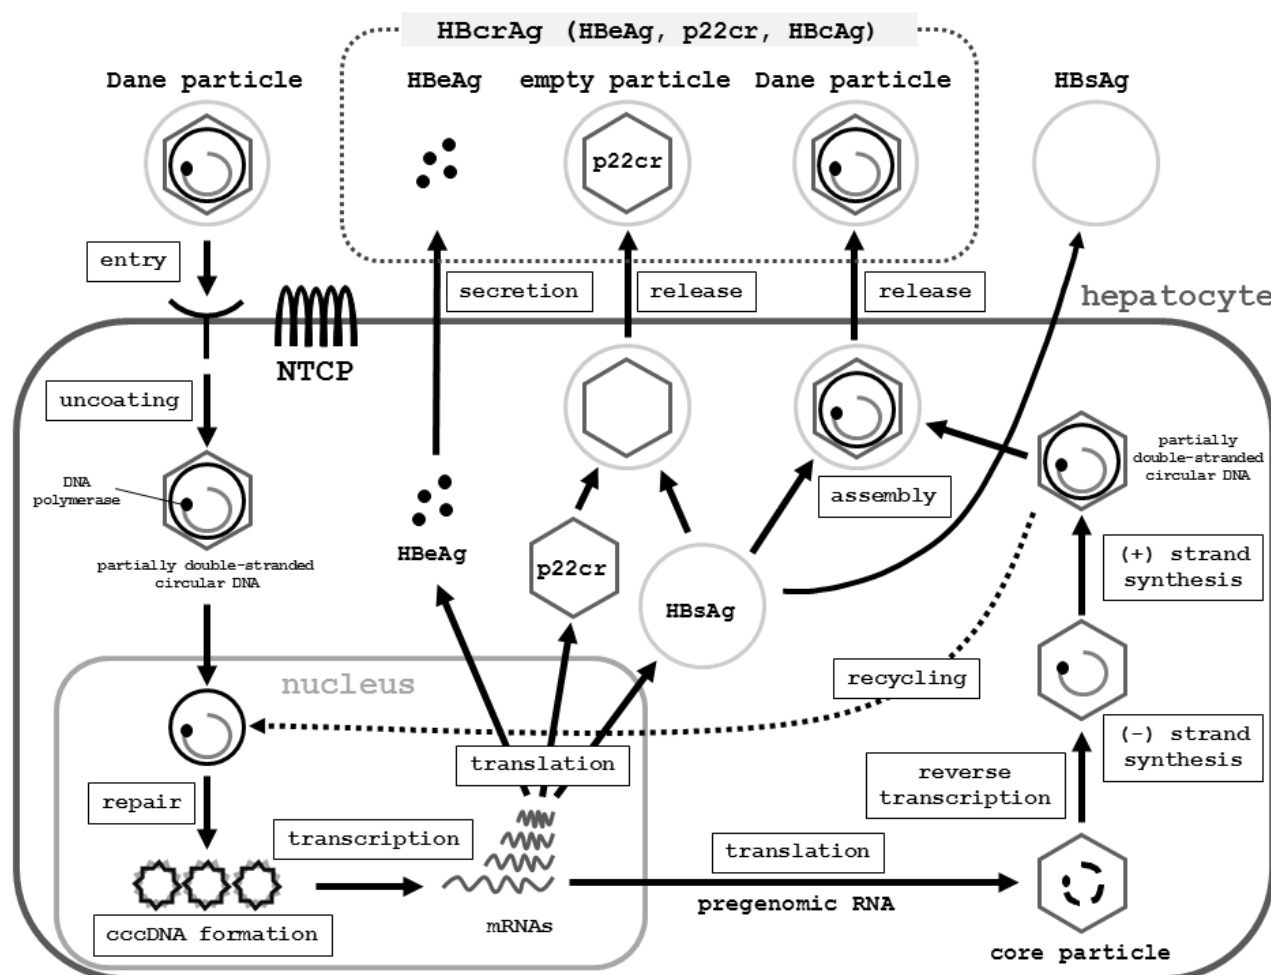 HBcrAg (HBeAg, p22cr, HBcAg)
Dane particle
HBeAg
empty particle
Dane particle
HBsAg
p22cr
entry
secretion
release
release
hepatocyte
NTCP
uncoating
DNA
polymerase
partially double-stranded
circular DNA
HBeAg
p22cr
HBsAg
assembly
partially
double-stranded
circular DNA
(+) strand
synthesis
nucleus
recycling
(-) strand
synthesis
translation
reverse
transcription
repair
transcription
translation
pregenomic RNA
cccDNA formation
mRNAs
core particle